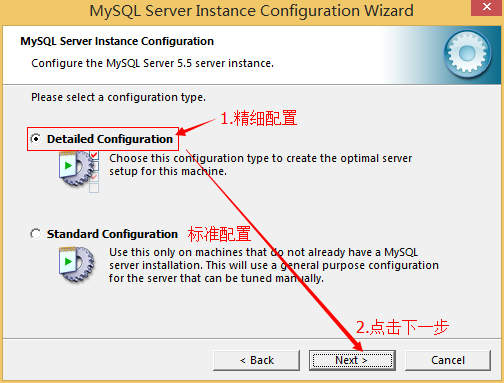 MySQL Server Instance Configuration Wizard
MySQL Server Instance Configuration
Configure the MySQL Server 5.5 server instance.
Please select a configuration type.
1.精细配置
Detailed Configuration
Choose this configuration type to create the optimal server
setup for this machine.
Standard Configuration 标准配置
Use this only on machines that do not already have a MySQL
server installation. This will use a general purpose configuration
for the server that can be tuned manually.
2.点击下一步
< Back Next > Cancel